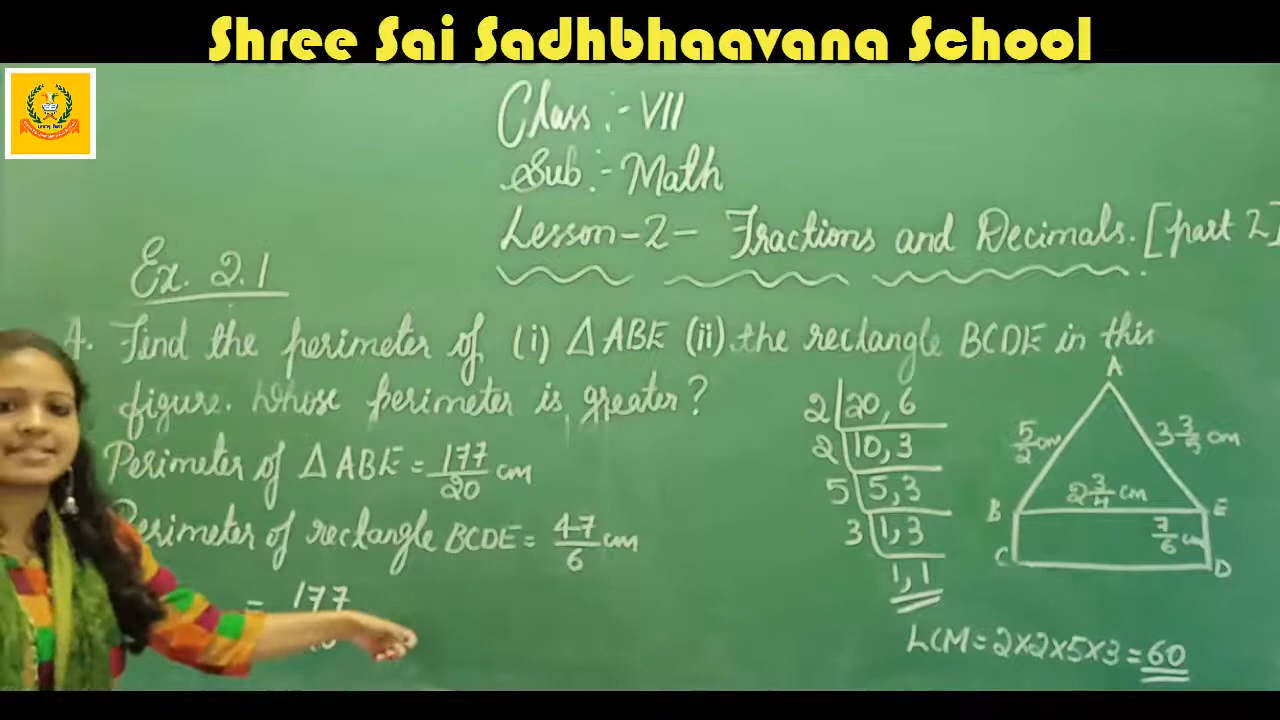 Shree Sai Sadhbhaavana School
Class :- VII
Sub :- Math
Lesson-2- Fractions and Decimals. [part 2]
Ex. 2.1
A. Find the perimeter of (i) △ABE (ii) the rectangle BCDE in this
figure. Whose perimeter is greater?
Perimeter of △ABE = 177/20 cm
Perimeter of rectangle BCDE = 47/6 cm
= 177
2 | 20, 6
2 | 10, 3
5 | 5, 3
3 | 1, 3
1, 1
LCM = 2×2×5×3 = 60
A
5/2 cm
3 3/5 cm
2 3/4 cm
B
E
7/6 cm
C
D